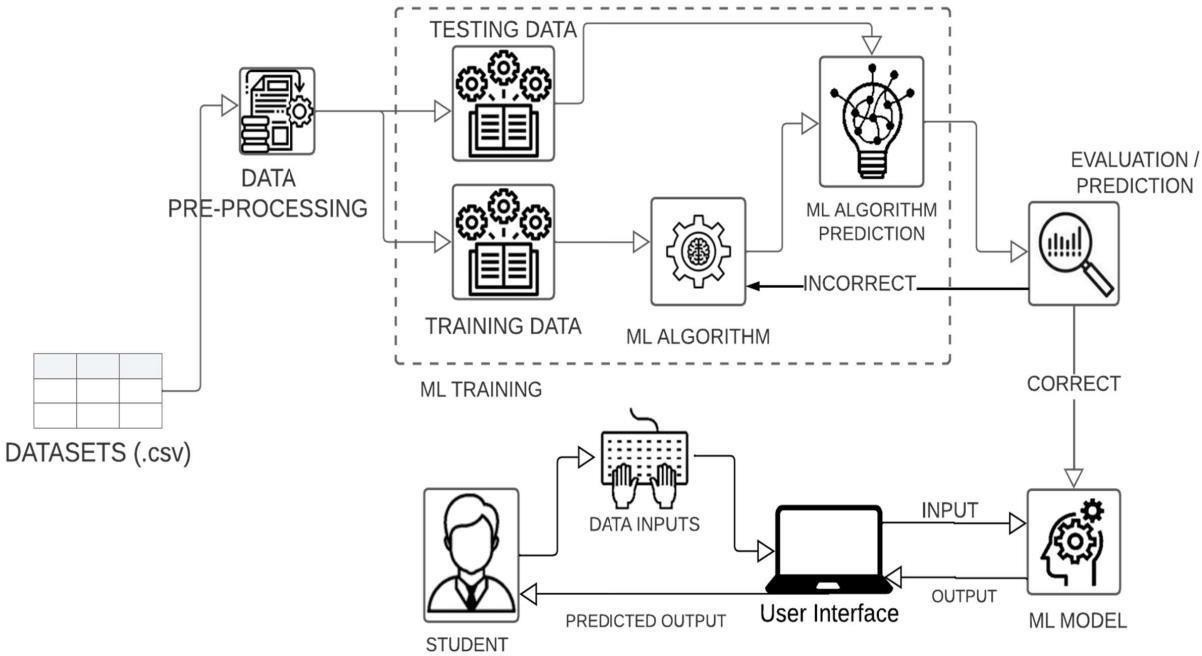 TESTING DATA
DATA
PRE-PROCESSING
EVALUATION /
PREDICTION
ML ALGORITHM
PREDICTION
INCORRECT
TRAINING DATA
ML ALGORITHM
ML TRAINING
CORRECT
DATASETS (.csv)
DATA INPUTS
INPUT
OUTPUT
User Interface
PREDICTED OUTPUT
ML MODEL
STUDENT